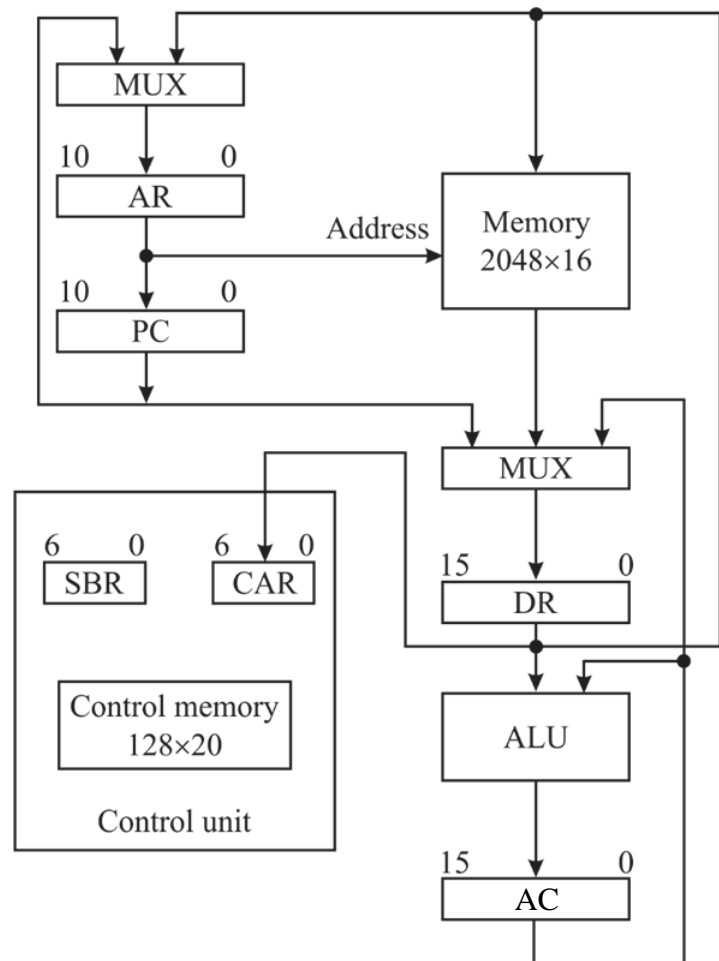 MUX
10 0
AR
Address
Memory
2048×16
10 0
PC
MUX
6 0
SBR
6 0
CAR
15 0
DR
Control memory
128×20
Control unit
ALU
15 0
AC